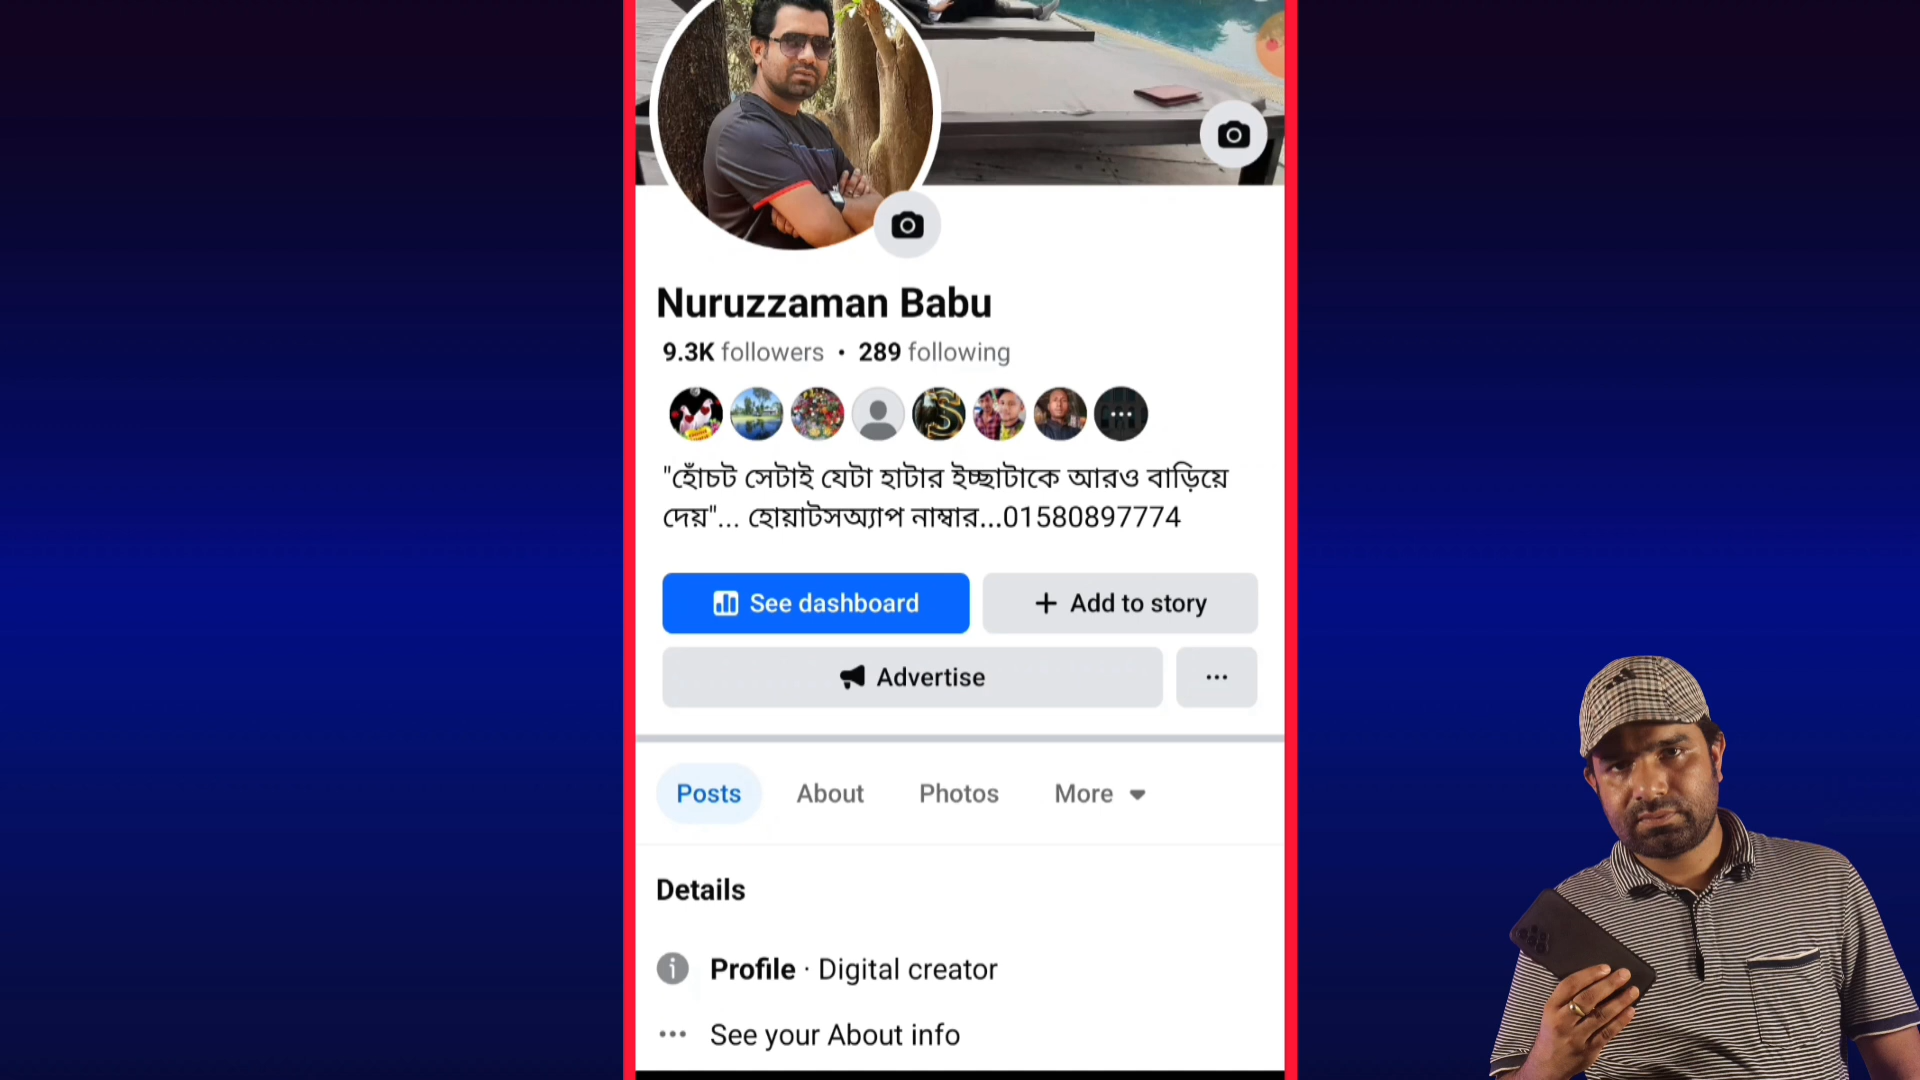 Nuruzzaman Babu
9.3K followers • 289 following
"হোঁচট সেটাই যেটা হাটার ইচ্ছাটাকে আরও বাড়িয়ে
দেয়"... হোয়াটসঅ্যাপ নাম্বার...01580897774
See dashboard
+ Add to story
Advertise
Posts
About
Photos
More
Details
Profile · Digital creator
See your About info